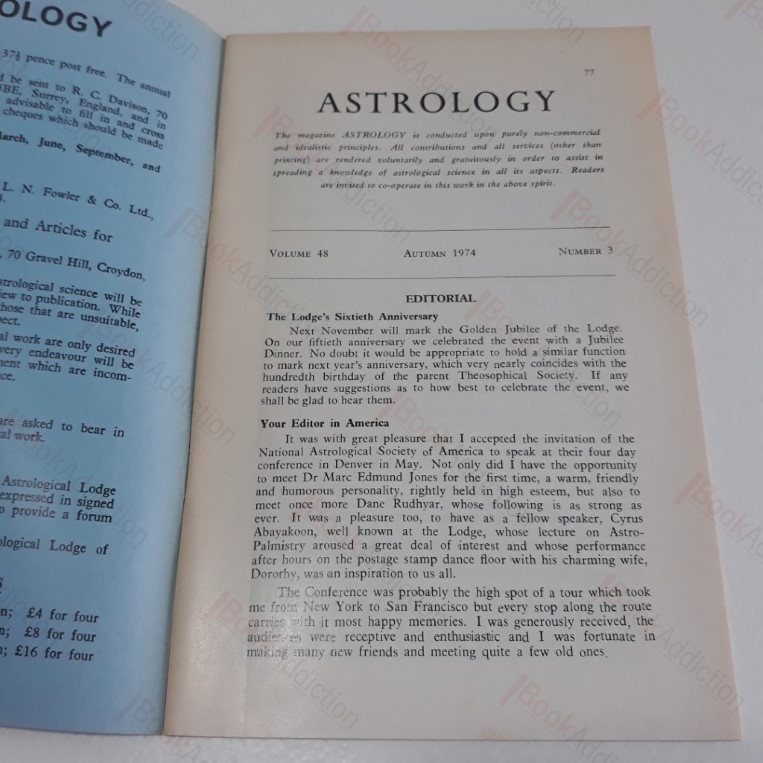 OLOGY
37½ pence post free. The annual
d be sent to R. C. Davison, 70
SBE, Surrey, England, and in
advisable to fill in and cross
cheques which should be made
March, June, September, and
L. N. Fowler & Co. Ltd.,
and Articles for
70 Gravel Hill, Croydon,
strological science will be
iew to publication. While
those that are unsuitable,
pect.
al work are only desired
very endeavour will be
ment which are incom-
ce.
are asked to bear in
al work.
Astrological Lodge
expressed in signed
o provide a forum
ological Lodge of
n; £4 for four
n; £8 for four
n; £16 for four
77
ASTROLOGY
The magazine ASTROLOGY is conducted upon purely non-commercial
and idealistic principles. All contributions and all services (other than
printing) are rendered voluntarily and gratuitously in order to assist in
spreading a knowledge of astrological science in all its aspects. Readers
are invited to co-operate in this work in the above spirit.
VOLUME 48 AUTUMN 1974 NUMBER 3
EDITORIAL
The Lodge's Sixtieth Anniversary
Next November will mark the Golden Jubilee of the Lodge.
On our fiftieth anniversary we celebrated the event with a Jubilee
Dinner. No doubt it would be appropriate to hold a similar function
to mark next year's anniversary, which very nearly coincides with the
hundredth birthday of the parent Theosophical Society. If any
readers have suggestions as to how best to celebrate the event, we
shall be glad to hear them.
Your Editor in America
It was with great pleasure that I accepted the invitation of the
National Astrological Society of America to speak at their four day
conference in Denver in May. Not only did I have the opportunity
to meet Dr Marc Edmund Jones for the first time, a warm, friendly
and humorous personality, rightly held in high esteem, but also to
meet once more Dane Rudhyar, whose following is as strong as
ever. It was a pleasure too, to have as a fellow speaker, Cyrus
Abayakoon, well known at the Lodge, whose lecture on Astro-
Palmistry aroused a great deal of interest and whose performance
after hours on the postage stamp dance floor with his charming wife,
Dorothy, was an inspiration to us all.
The Conference was probably the high spot of a tour which took
me from New York to San Francisco but every stop along the route
carries with it most happy memories. I was generously received, the
audiences were receptive and enthusiastic and I was fortunate in
making many new friends and meeting quite a few old ones.
BookAddiction